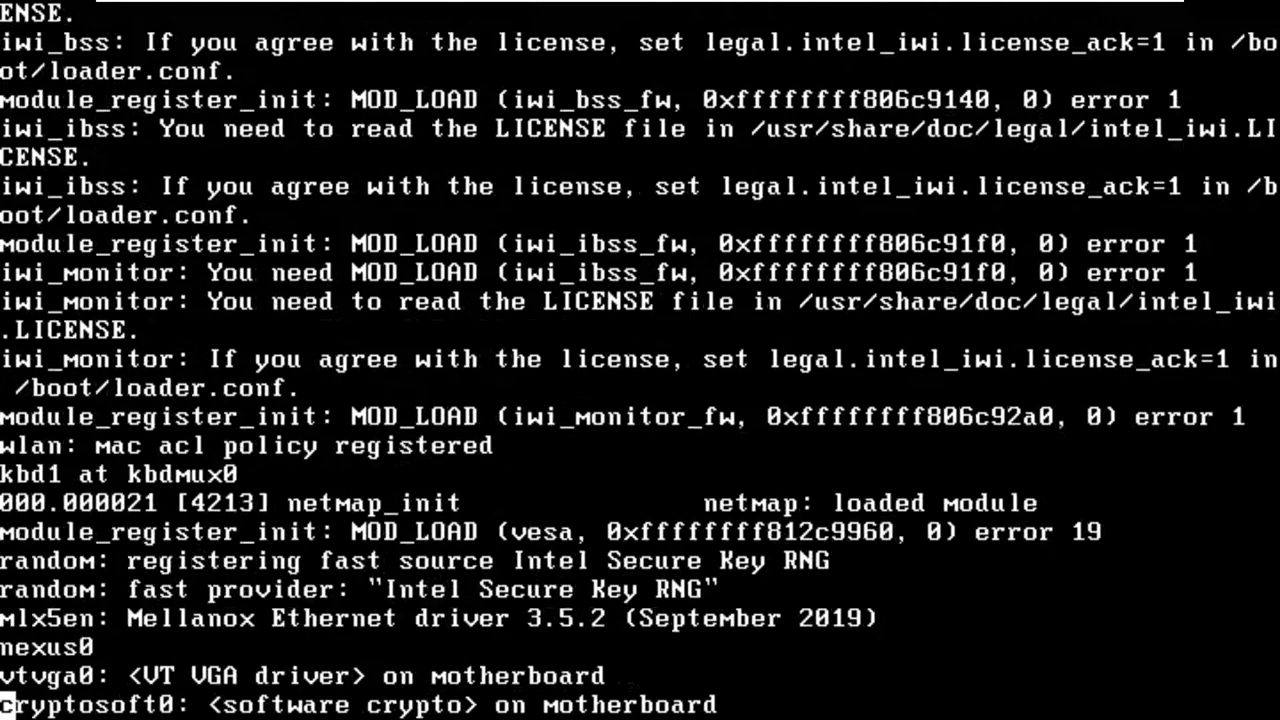 ENSE.
iwi_bss: If you agree with the license, set legal.intel_iwi.license_ack=1 in /bo
ot/loader.conf.
module_register_init: MOD_LOAD (iwi_bss_fw, 0xffffffff806c9140, 0) error 1
iwi_ibss: You need to read the LICENSE file in /usr/share/doc/legal/intel_iwi.LI
CENSE.
iwi_ibss: If you agree with the license, set legal.intel_iwi.license_ack=1 in /b
oot/loader.conf.
module_register_init: MOD_LOAD (iwi_ibss_fw, 0xffffffff806c91f0, 0) error 1
iwi_monitor: You need MOD_LOAD (iwi_ibss_fw, 0xffffffff806c91f0, 0) error 1
iwi_monitor: You need to read the LICENSE file in /usr/share/doc/legal/intel_iwi
.LICENSE.
iwi_monitor: If you agree with the license, set legal.intel_iwi.license_ack=1 in
 /boot/loader.conf.
module_register_init: MOD_LOAD (iwi_monitor_fw, 0xffffffff806c92a0, 0) error 1
wlan: mac acl policy registered
kbd1 at kbdmux0
000.000021 [4213] netmap_init               netmap: loaded module
module_register_init: MOD_LOAD (vesa, 0xffffffff812c9960, 0) error 19
random: registering fast source Intel Secure Key RNG
random: fast provider: "Intel Secure Key RNG"
mlx5en: Mellanox Ethernet driver 3.5.2 (September 2019)
nexus0
vtvga0: <VT VGA driver> on motherboard
cryptosoft0: <software crypto> on motherboard